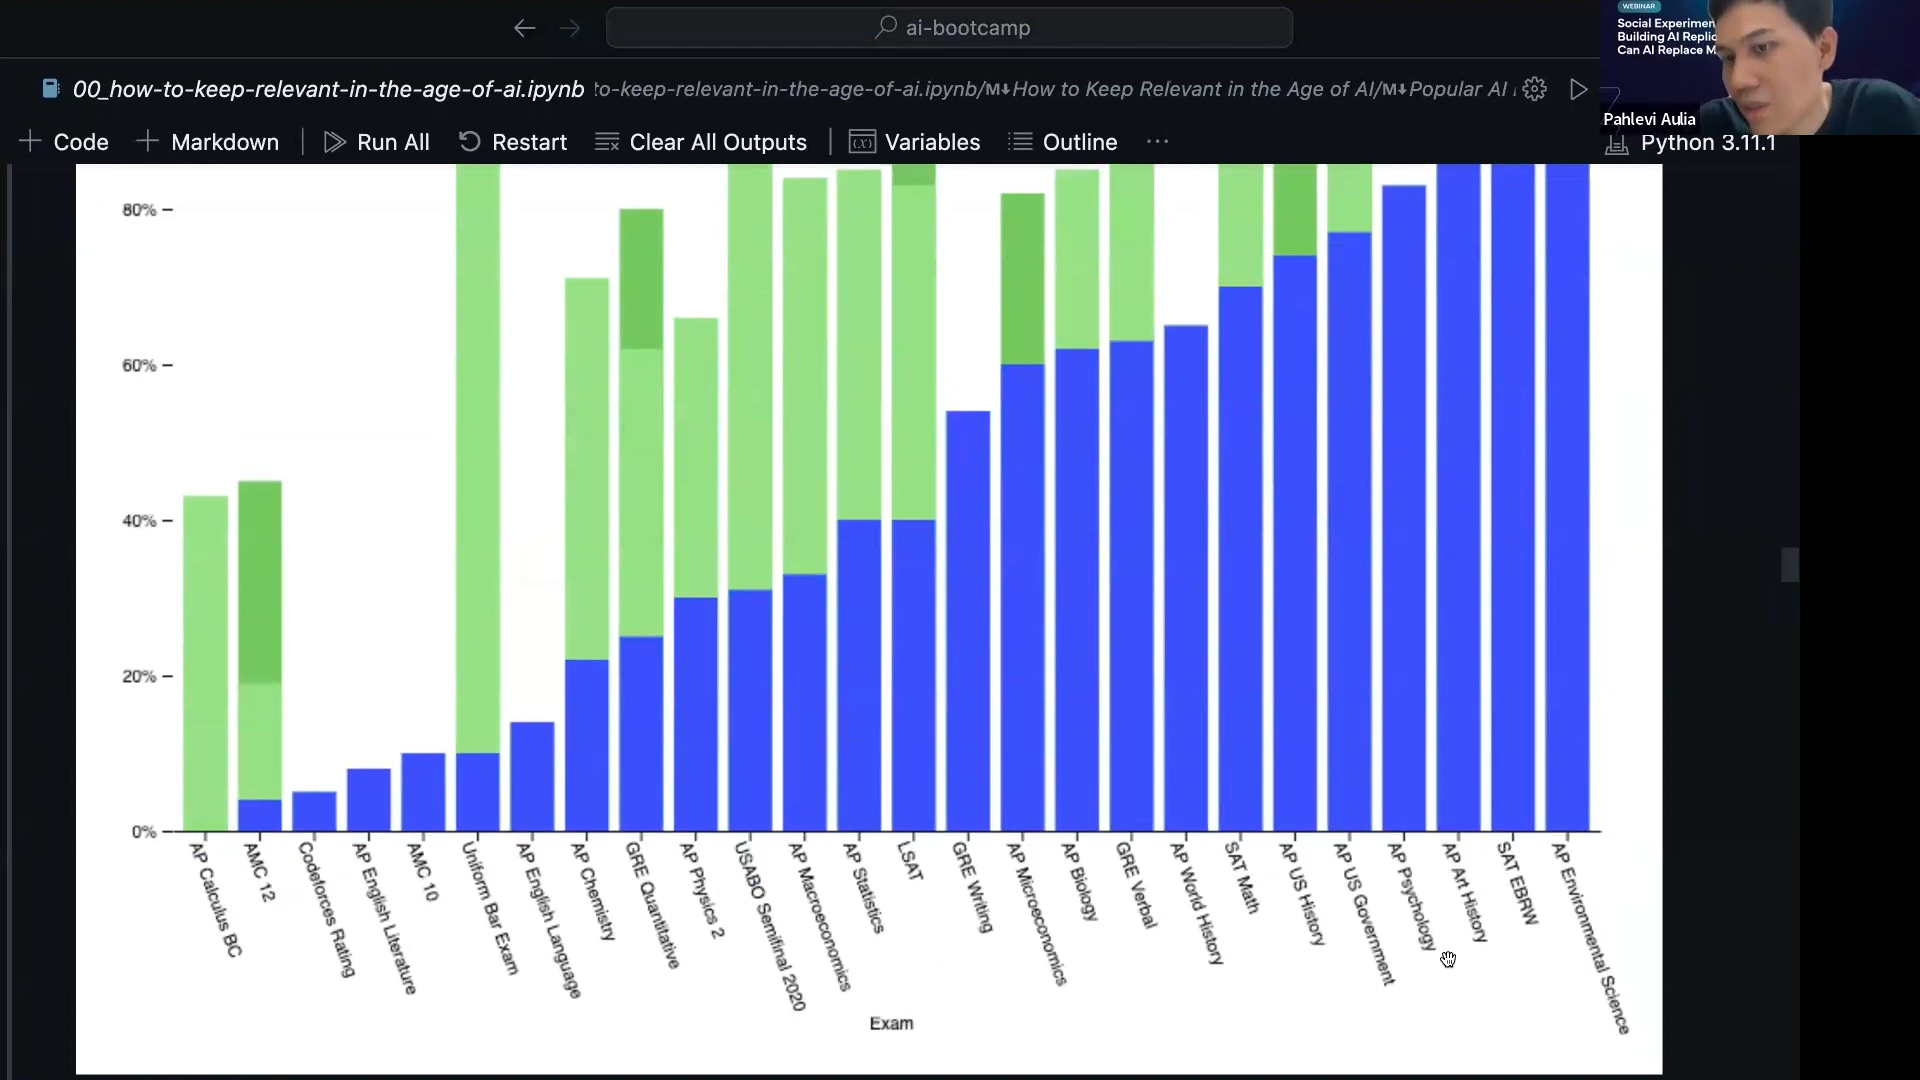 ai-bootcamp
WEBINAR
Social Experimen
Building AI Replic
Can AI Replace M
00_how-to-keep-relevant-in-the-age-of-ai.ipynb
to-keep-relevant-in-the-age-of-ai.ipynb/M↓How to Keep Relevant in the Age of AI/M↓Popular AI
Pahlevi Aulia
+ Code
+ Markdown
Run All
Restart
Clear All Outputs
Variables
Outline
...
Python 3.11.1
80%
60%
40%
20%
0%
AP Calculus BC
AMC 12
Codeforces Rating
AP English Literature
AMC 10
Uniform Bar Exam
AP English Language
AP Chemistry
GRE Quantitative
AP Physics 2
USABO Semifinal 2020
AP Macroeconomics
AP Statistics
LSAT
GRE Writing
AP Microeconomics
AP Biology
GRE Verbal
AP World History
SAT Math
AP US History
AP US Government
AP Psychology
AP Art History
SAT EBRW
AP Environmental Science
Exam